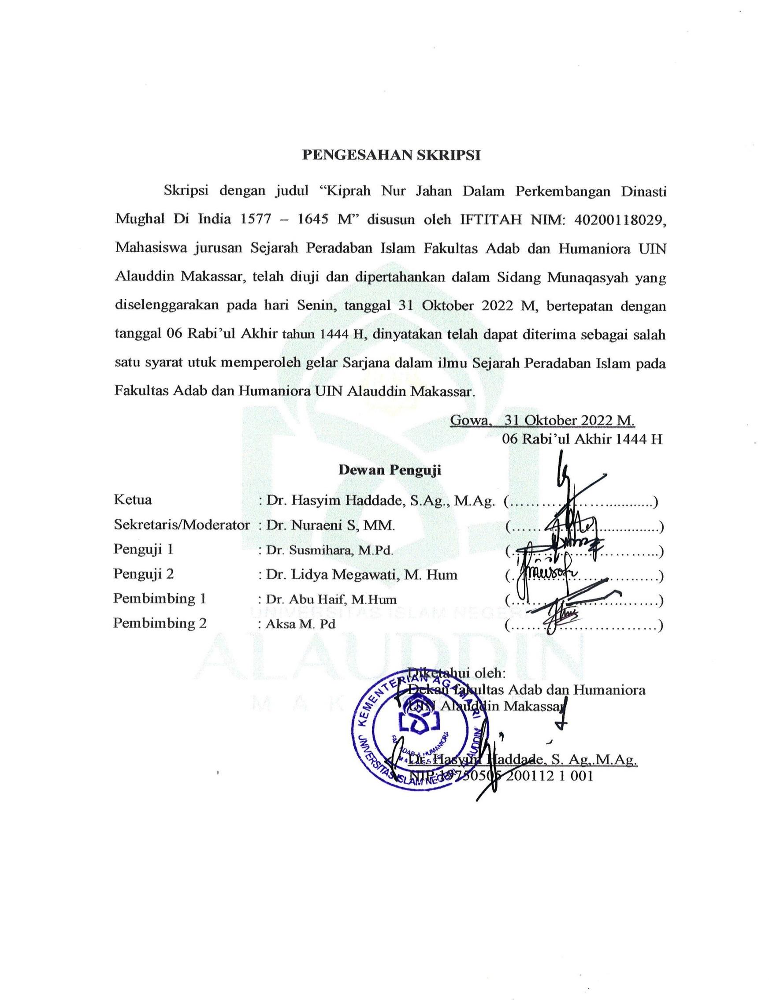 PENGESAHAN SKRIPSI
Skripsi dengan judul “Kiprah Nur Jahan Dalam Perkembangan Dinasti
Mughal Di India 1577 – 1645 M” disusun oleh IFTITAH NIM: 40200118029,
Mahasiswa jurusan Sejarah Peradaban Islam Fakultas Adab dan Humaniora UIN
Alauddin Makassar, telah diuji dan dipertahankan dalam Sidang Munaqasyah yang
diselenggarakan pada hari Senin, tanggal 31 Oktober 2022 M, bertepatan dengan
tanggal 06 Rabi’ul Akhir tahun 1444 H, dinyatakan telah dapat diterima sebagai salah
satu syarat utuk memperoleh gelar Sarjana dalam ilmu Sejarah Peradaban Islam pada
Fakultas Adab dan Humaniora UIN Alauddin Makassar.
Gowa, 31 Oktober 2022 M.
06 Rabi’ul Akhir 1444 H
Dewan Penguji
Ketua : Dr. Hasyim Haddade, S.Ag., M.Ag. (....................................)
Sekretaris/Moderator : Dr. Nuraeni S, MM. (....................................)
Penguji 1 : Dr. Susmihara, M.Pd. (....................................)
Penguji 2 : Dr. Lidya Megawati, M. Hum (....................................)
Pembimbing 1 : Dr. Abu Haif, M.Hum (....................................)
Pembimbing 2 : Aksa M. Pd (....................................)
UNIVERSITAS ISLAM NEGERI
ALAUDDIN
Diketahui oleh:
Dekan fakultas Adab dan Humaniora
UIN Alauddin Makassar
KEMENTERIAN AGAMA RI
UNIVERSITAS ISLAM NEGERI ALAUDDIN
FAK. ADAB & HUMANIORA
MAKASSAR
Dr. Hasyim Haddade, S. Ag,.M.Ag.
NIP:19750505 200112 1 001